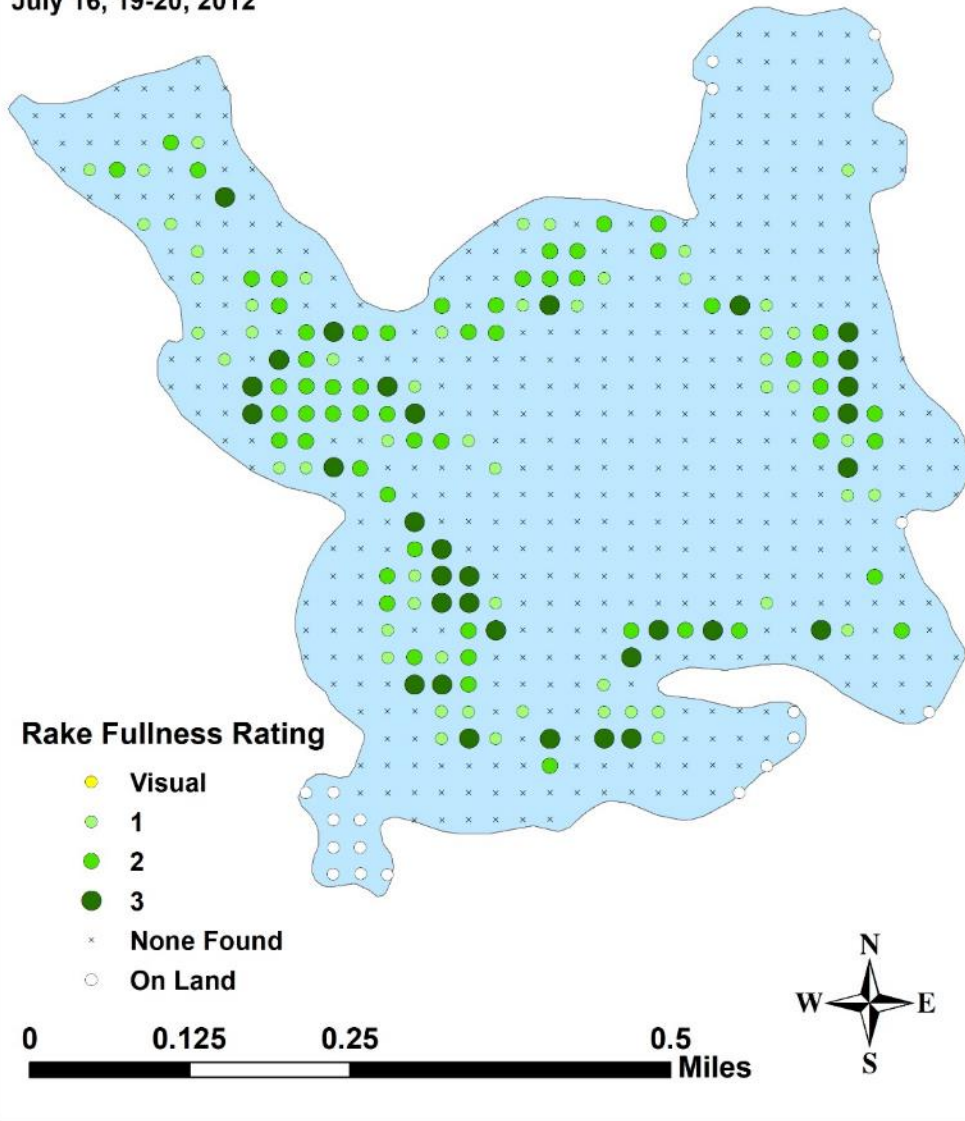 July 16, 19-20, 2012
Rake Fullness Rating
Visual
1
2
3
None Found
On Land
N
W E
S
0 0.125 0.25 0.5
Miles